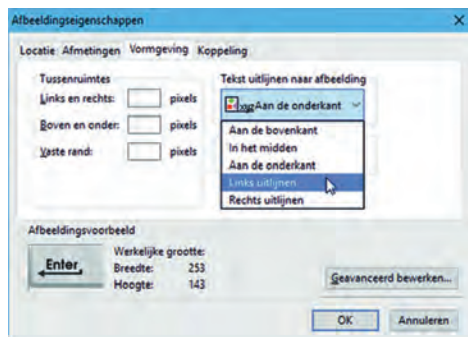 Afbeeldingseigenschappen
Locatie Afmetingen Vormgeving Koppeling
Tussenruimtes
Links en rechts: pixels
Boven en onder: pixels
Vaste rand: pixels
Tekst uitlijnen naar afbeelding
xyz Aan de onderkant
Aan de bovenkant
In het midden
Aan de onderkant
Links uitlijnen
Rechts uitlijnen
Afbeeldingsvoorbeeld
Enter
Werkelijke grootte:
Breedte: 253
Hoogte: 143
Geavanceerd bewerken...
OK Annuleren